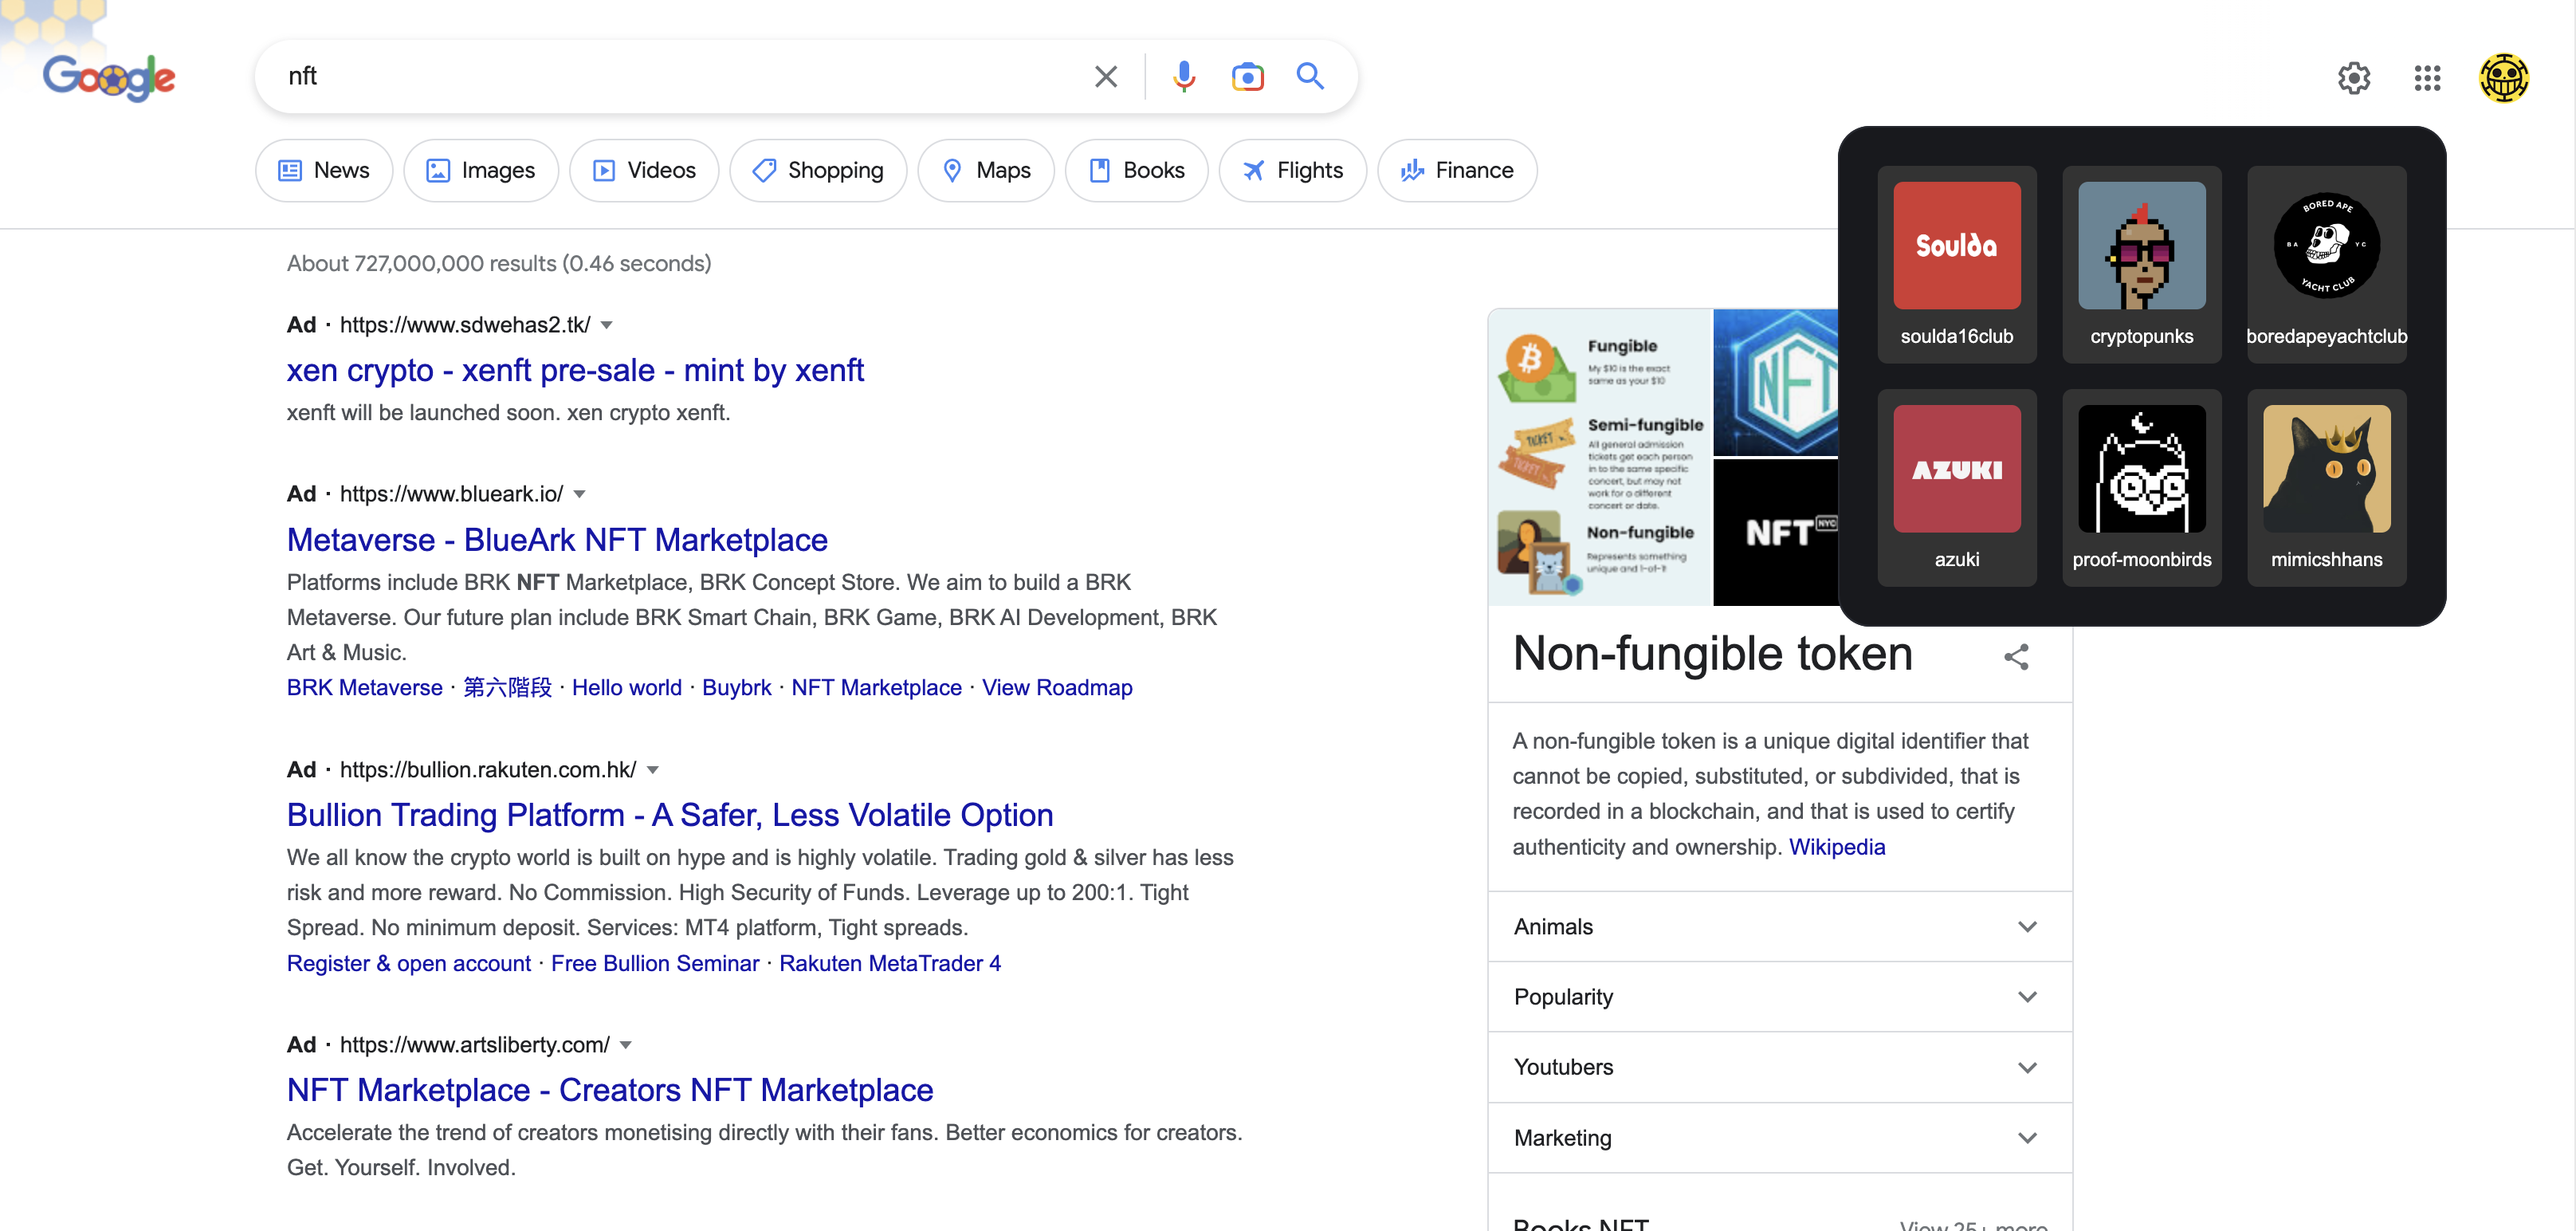 Google
nft
News
Images
Videos
Shopping
Maps
Books
Flights
Finance
About 727,000,000 results (0.46 seconds)
Ad · https://www.sdwehas2.tk/
xen crypto - xenft pre-sale - mint by xenft
xenft will be launched soon. xen crypto xenft.
Ad · https://www.blueark.io/
Metaverse - BlueArk NFT Marketplace
Platforms include BRK NFT Marketplace, BRK Concept Store. We aim to build a BRK
Metaverse. Our future plan include BRK Smart Chain, BRK Game, BRK AI Development, BRK
Art & Music.
BRK Metaverse · 第六階段 · Hello world · Buybrk · NFT Marketplace · View Roadmap
Ad · https://bullion.rakuten.com.hk/
Bullion Trading Platform - A Safer, Less Volatile Option
We all know the crypto world is built on hype and is highly volatile. Trading gold & silver has less
risk and more reward. No Commission. High Security of Funds. Leverage up to 200:1. Tight
Spread. No minimum deposit. Services: MT4 platform, Tight spreads.
Register & open account · Free Bullion Seminar · Rakuten MetaTrader 4
Ad · https://www.artsliberty.com/
NFT Marketplace - Creators NFT Marketplace
Accelerate the trend of creators monetising directly with their fans. Better economics for creators.
Get. Yourself. Involved.
Fungible
My $10 is the exact
same as your $10
Semi-fungible
TICKET
TICKET
All general admission
tickets get each person
in to the same specific
concert, but may not
work for a different
concert or date.
Non-fungible
Represents something
unique and 1-of-1!
NFT
NFT NYC
Soulda
soulda16club
cryptopunks
BORED APE
BA YC
YACHT CLUB
boredapeyachtclub
AZUKI
azuki
proof-moonbirds
mimicshhans
Non-fungible token
A non-fungible token is a unique digital identifier that
cannot be copied, substituted, or subdivided, that is
recorded in a blockchain, and that is used to certify
authenticity and ownership. Wikipedia
Animals
Popularity
Youtubers
Marketing
Books NFT
View 25+ more